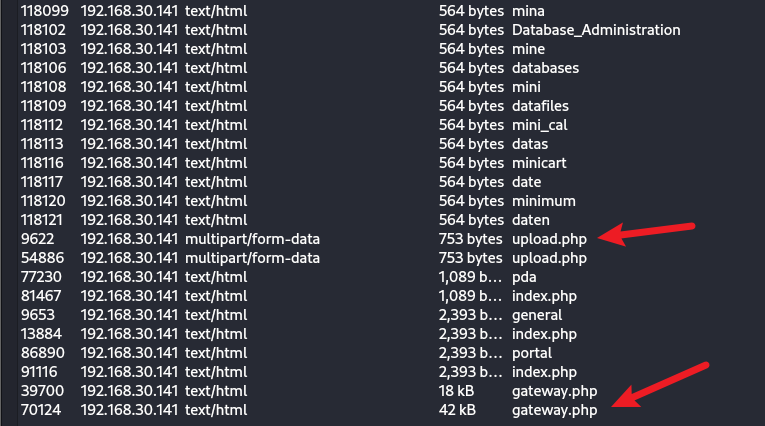 118099 192.168.30.141 text/html 564 bytes mina
118102 192.168.30.141 text/html 564 bytes Database_Administration
118103 192.168.30.141 text/html 564 bytes mine
118106 192.168.30.141 text/html 564 bytes databases
118108 192.168.30.141 text/html 564 bytes mini
118109 192.168.30.141 text/html 564 bytes datafiles
118112 192.168.30.141 text/html 564 bytes mini_cal
118113 192.168.30.141 text/html 564 bytes datas
118116 192.168.30.141 text/html 564 bytes minicart
118117 192.168.30.141 text/html 564 bytes date
118120 192.168.30.141 text/html 564 bytes minimum
118121 192.168.30.141 text/html 564 bytes daten
9622 192.168.30.141 multipart/form-data 753 bytes upload.php
54886 192.168.30.141 multipart/form-data 753 bytes upload.php
77230 192.168.30.141 text/html 1,089 b… pda
81467 192.168.30.141 text/html 1,089 b… index.php
9653 192.168.30.141 text/html 2,393 b… general
13884 192.168.30.141 text/html 2,393 b… index.php
86890 192.168.30.141 text/html 2,393 b… portal
91116 192.168.30.141 text/html 2,393 b… index.php
39700 192.168.30.141 text/html 18 kB gateway.php
70124 192.168.30.141 text/html 42 kB gateway.php